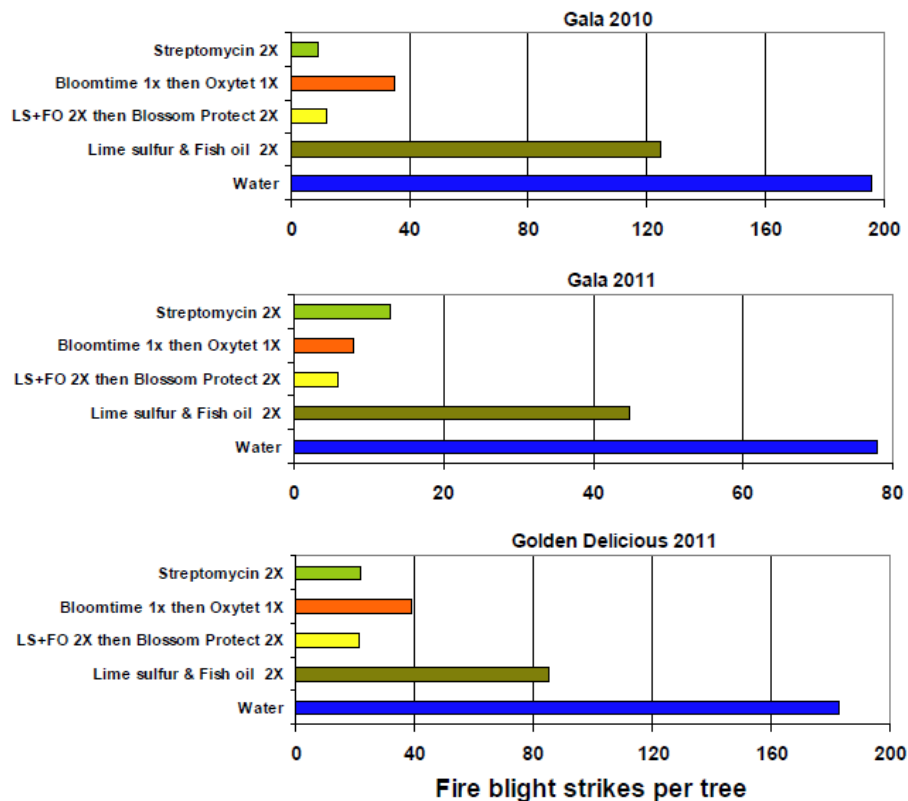 Gala 2010
Streptomycin 2X
Bloomtime 1x then Oxytet 1X
LS+FO 2X then Blossom Protect 2X
Lime sulfur & Fish oil 2X
Water
0 40 80 120 160 200
Gala 2011
Streptomycin 2X
Bloomtime 1x then Oxytet 1X
LS+FO 2X then Blossom Protect 2X
Lime sulfur & Fish oil 2X
Water
0 20 40 60 80
Golden Delicious 2011
Streptomycin 2X
Bloomtime 1x then Oxytet 1X
LS+FO 2X then Blossom Protect 2X
Lime sulfur & Fish oil 2X
Water
0 40 80 120 160 200
Fire blight strikes per tree